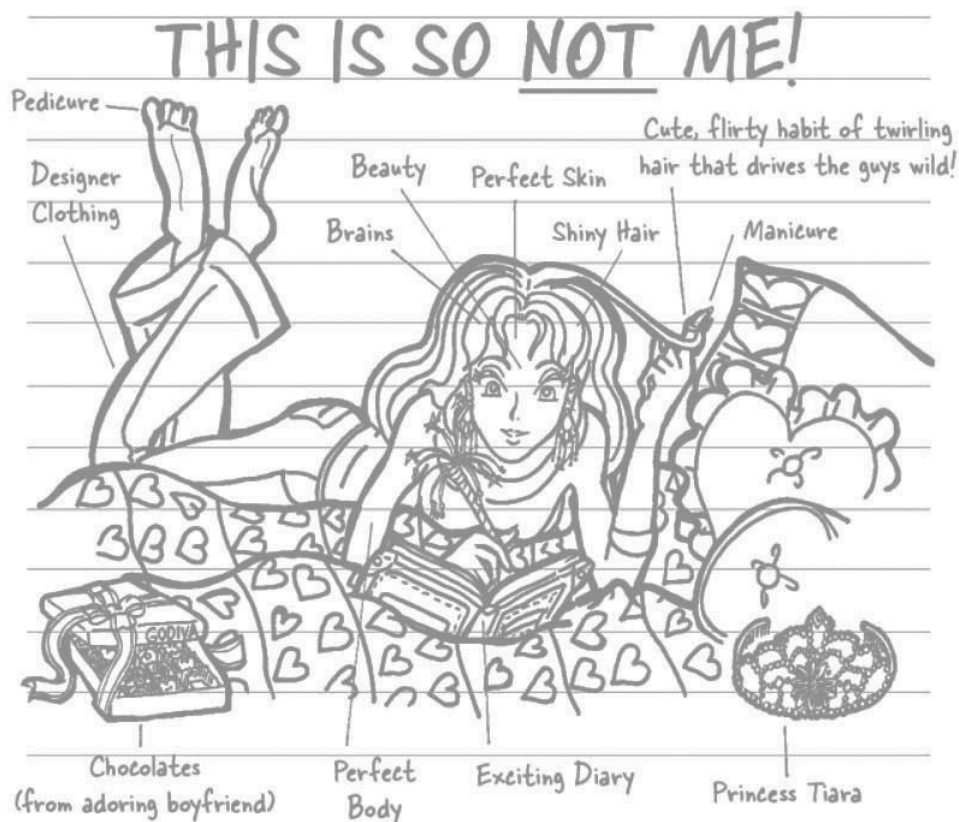 THIS IS SO NOT ME!
Pedicure
Cute, flirty habit of twirling
hair that drives the guys wild!
Designer
Clothing
Beauty
Perfect Skin
Brains
Shiny Hair
Manicure
GODIVA
Chocolates
(from adoring boyfriend)
Perfect
Body
Exciting Diary
Princess Tiara